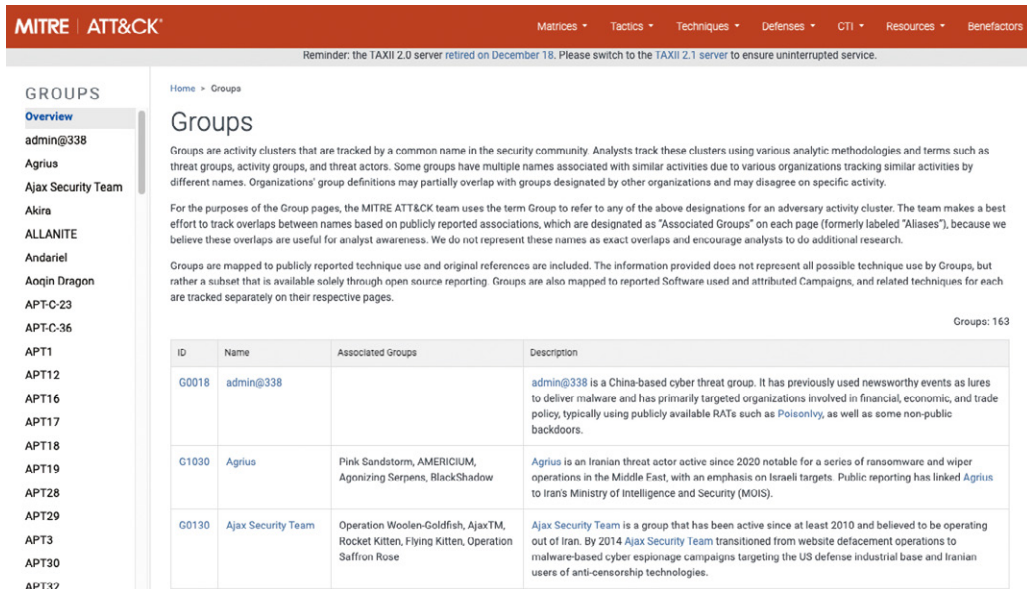 MITRE | ATT&CK®
Matrices Tactics Techniques Defenses CTI Resources Benefactors
Reminder: the TAXII 2.0 server retired on December 18. Please switch to the TAXII 2.1 server to ensure uninterrupted service.
GROUPS
Overview
admin@338
Agrius
Ajax Security Team
Akira
ALLANITE
Andariel
Aoqin Dragon
APT-C-23
APT-C-36
APT1
APT12
APT16
APT17
APT18
APT19
APT28
APT29
APT3
APT30
APT32
Home > Groups
Groups
Groups are activity clusters that are tracked by a common name in the security community. Analysts track these clusters using various analytic methodologies and terms such as
threat groups, activity groups, and threat actors. Some groups have multiple names associated with similar activities due to various organizations tracking similar activities by
different names. Organizations' group definitions may partially overlap with groups designated by other organizations and may disagree on specific activity.
For the purposes of the Group pages, the MITRE ATT&CK team uses the term Group to refer to any of the above designations for an adversary activity cluster. The team makes a best
effort to track overlaps between names based on publicly reported associations, which are designated as "Associated Groups" on each page (formerly labeled "Aliases"), because we
believe these overlaps are useful for analyst awareness. We do not represent these names as exact overlaps and encourage analysts to do additional research.
Groups are mapped to publicly reported technique use and original references are included. The information provided does not represent all possible technique use by Groups, but
rather a subset that is available solely through open source reporting. Groups are also mapped to reported Software used and attributed Campaigns, and related techniques for each
are tracked separately on their respective pages.
Groups: 163
ID Name Associated Groups Description
G0018 admin@338 admin@338 is a China-based cyber threat group. It has previously used newsworthy events as lures
to deliver malware and has primarily targeted organizations involved in financial, economic, and trade
policy, typically using publicly available RATs such as PoisonIvy, as well as some non-public
backdoors.
G1030 Agrius Pink Sandstorm, AMERICIUM, Agrius is an Iranian threat actor active since 2020 notable for a series of ransomware and wiper
Agonizing Serpens, BlackShadow operations in the Middle East, with an emphasis on Israeli targets. Public reporting has linked Agrius
to Iran's Ministry of Intelligence and Security (MOIS).
G0130 Ajax Security Team Operation Woolen-Goldfish, AjaxTM, Ajax Security Team is a group that has been active since at least 2010 and believed to be operating
Rocket Kitten, Flying Kitten, Operation out of Iran. By 2014 Ajax Security Team transitioned from website defacement operations to
Saffron Rose malware-based cyber espionage campaigns targeting the US defense industrial base and Iranian
users of anti-censorship technologies.